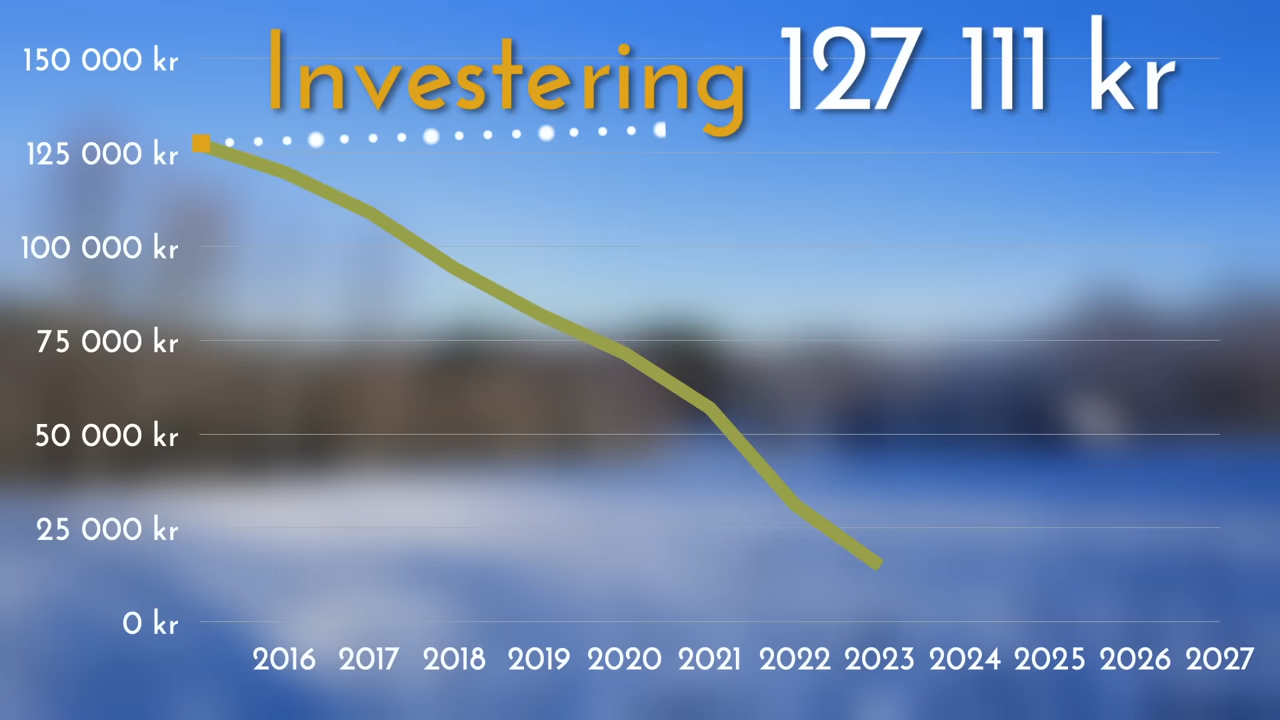 Investering 127 111 kr
150 000 kr
125 000 kr
100 000 kr
75 000 kr
50 000 kr
25 000 kr
0 kr
2016 2017 2018 2019 2020 2021 2022 2023 2024 2025 2026 2027